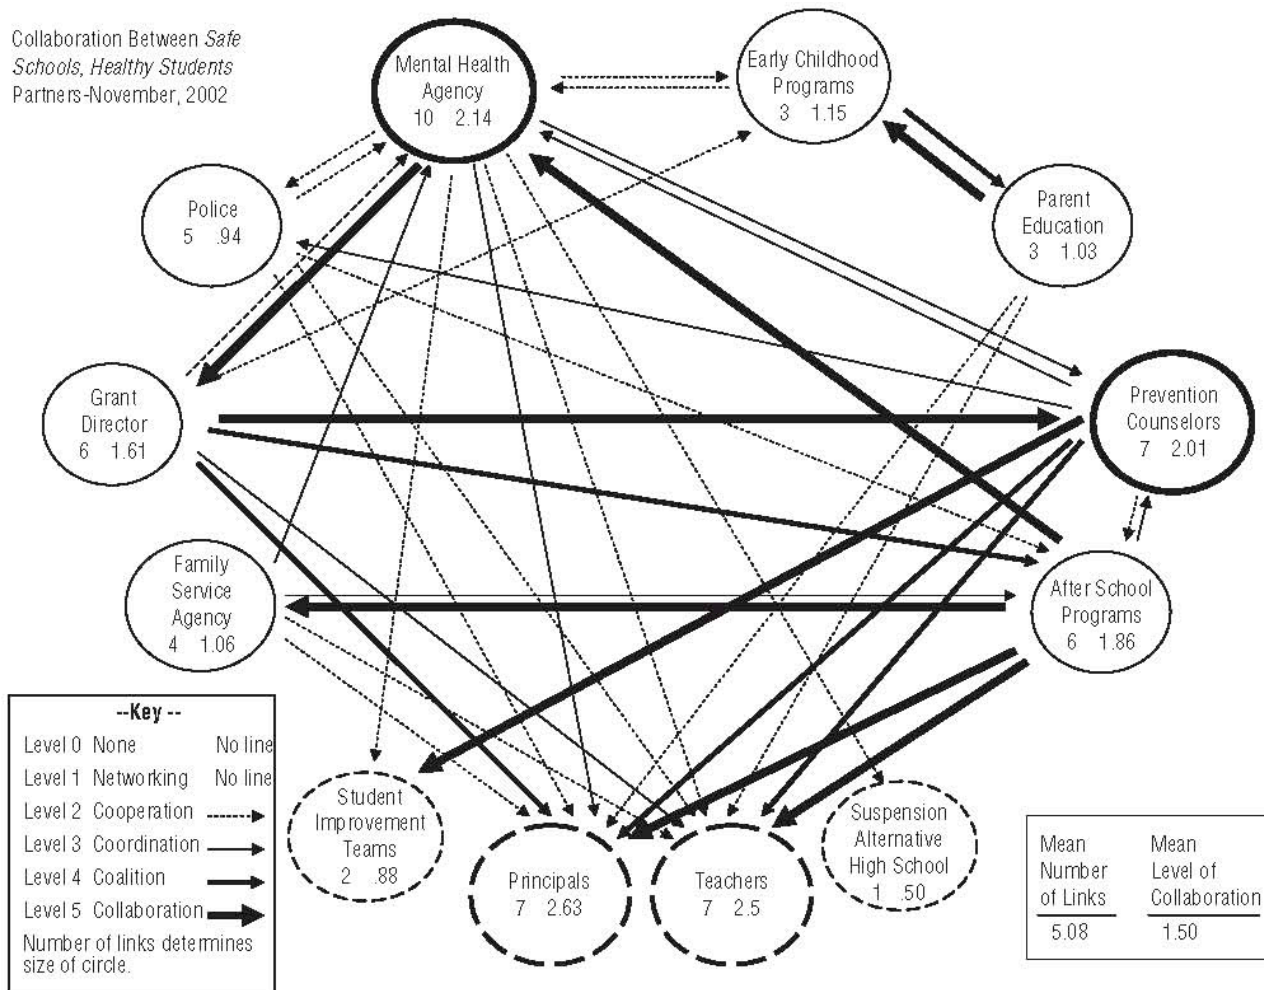 Collaboration Between Safe
Schools, Healthy Students
Partners-November, 2002
Mental Health
Agency
10 2.14
Early Childhood
Programs
3 1.15
Police
5 .94
Parent
Education
3 1.03
Grant
Director
6 1.61
Prevention
Counselors
7 2.01
Family
Service
Agency
4 1.06
After School
Programs
6 1.86
Student
Improvement
Teams
2 .88
Principals
7 2.63
Teachers
7 2.5
Suspension
Alternative
High School
1 .50
--Key --
Level 0 None No line
Level 1 Networking No line
Level 2 Cooperation
Level 3 Coordination
Level 4 Coalition
Level 5 Collaboration
Number of links determines
size of circle.
Mean Mean
Number Level of
of Links Collaboration
5.08 1.50